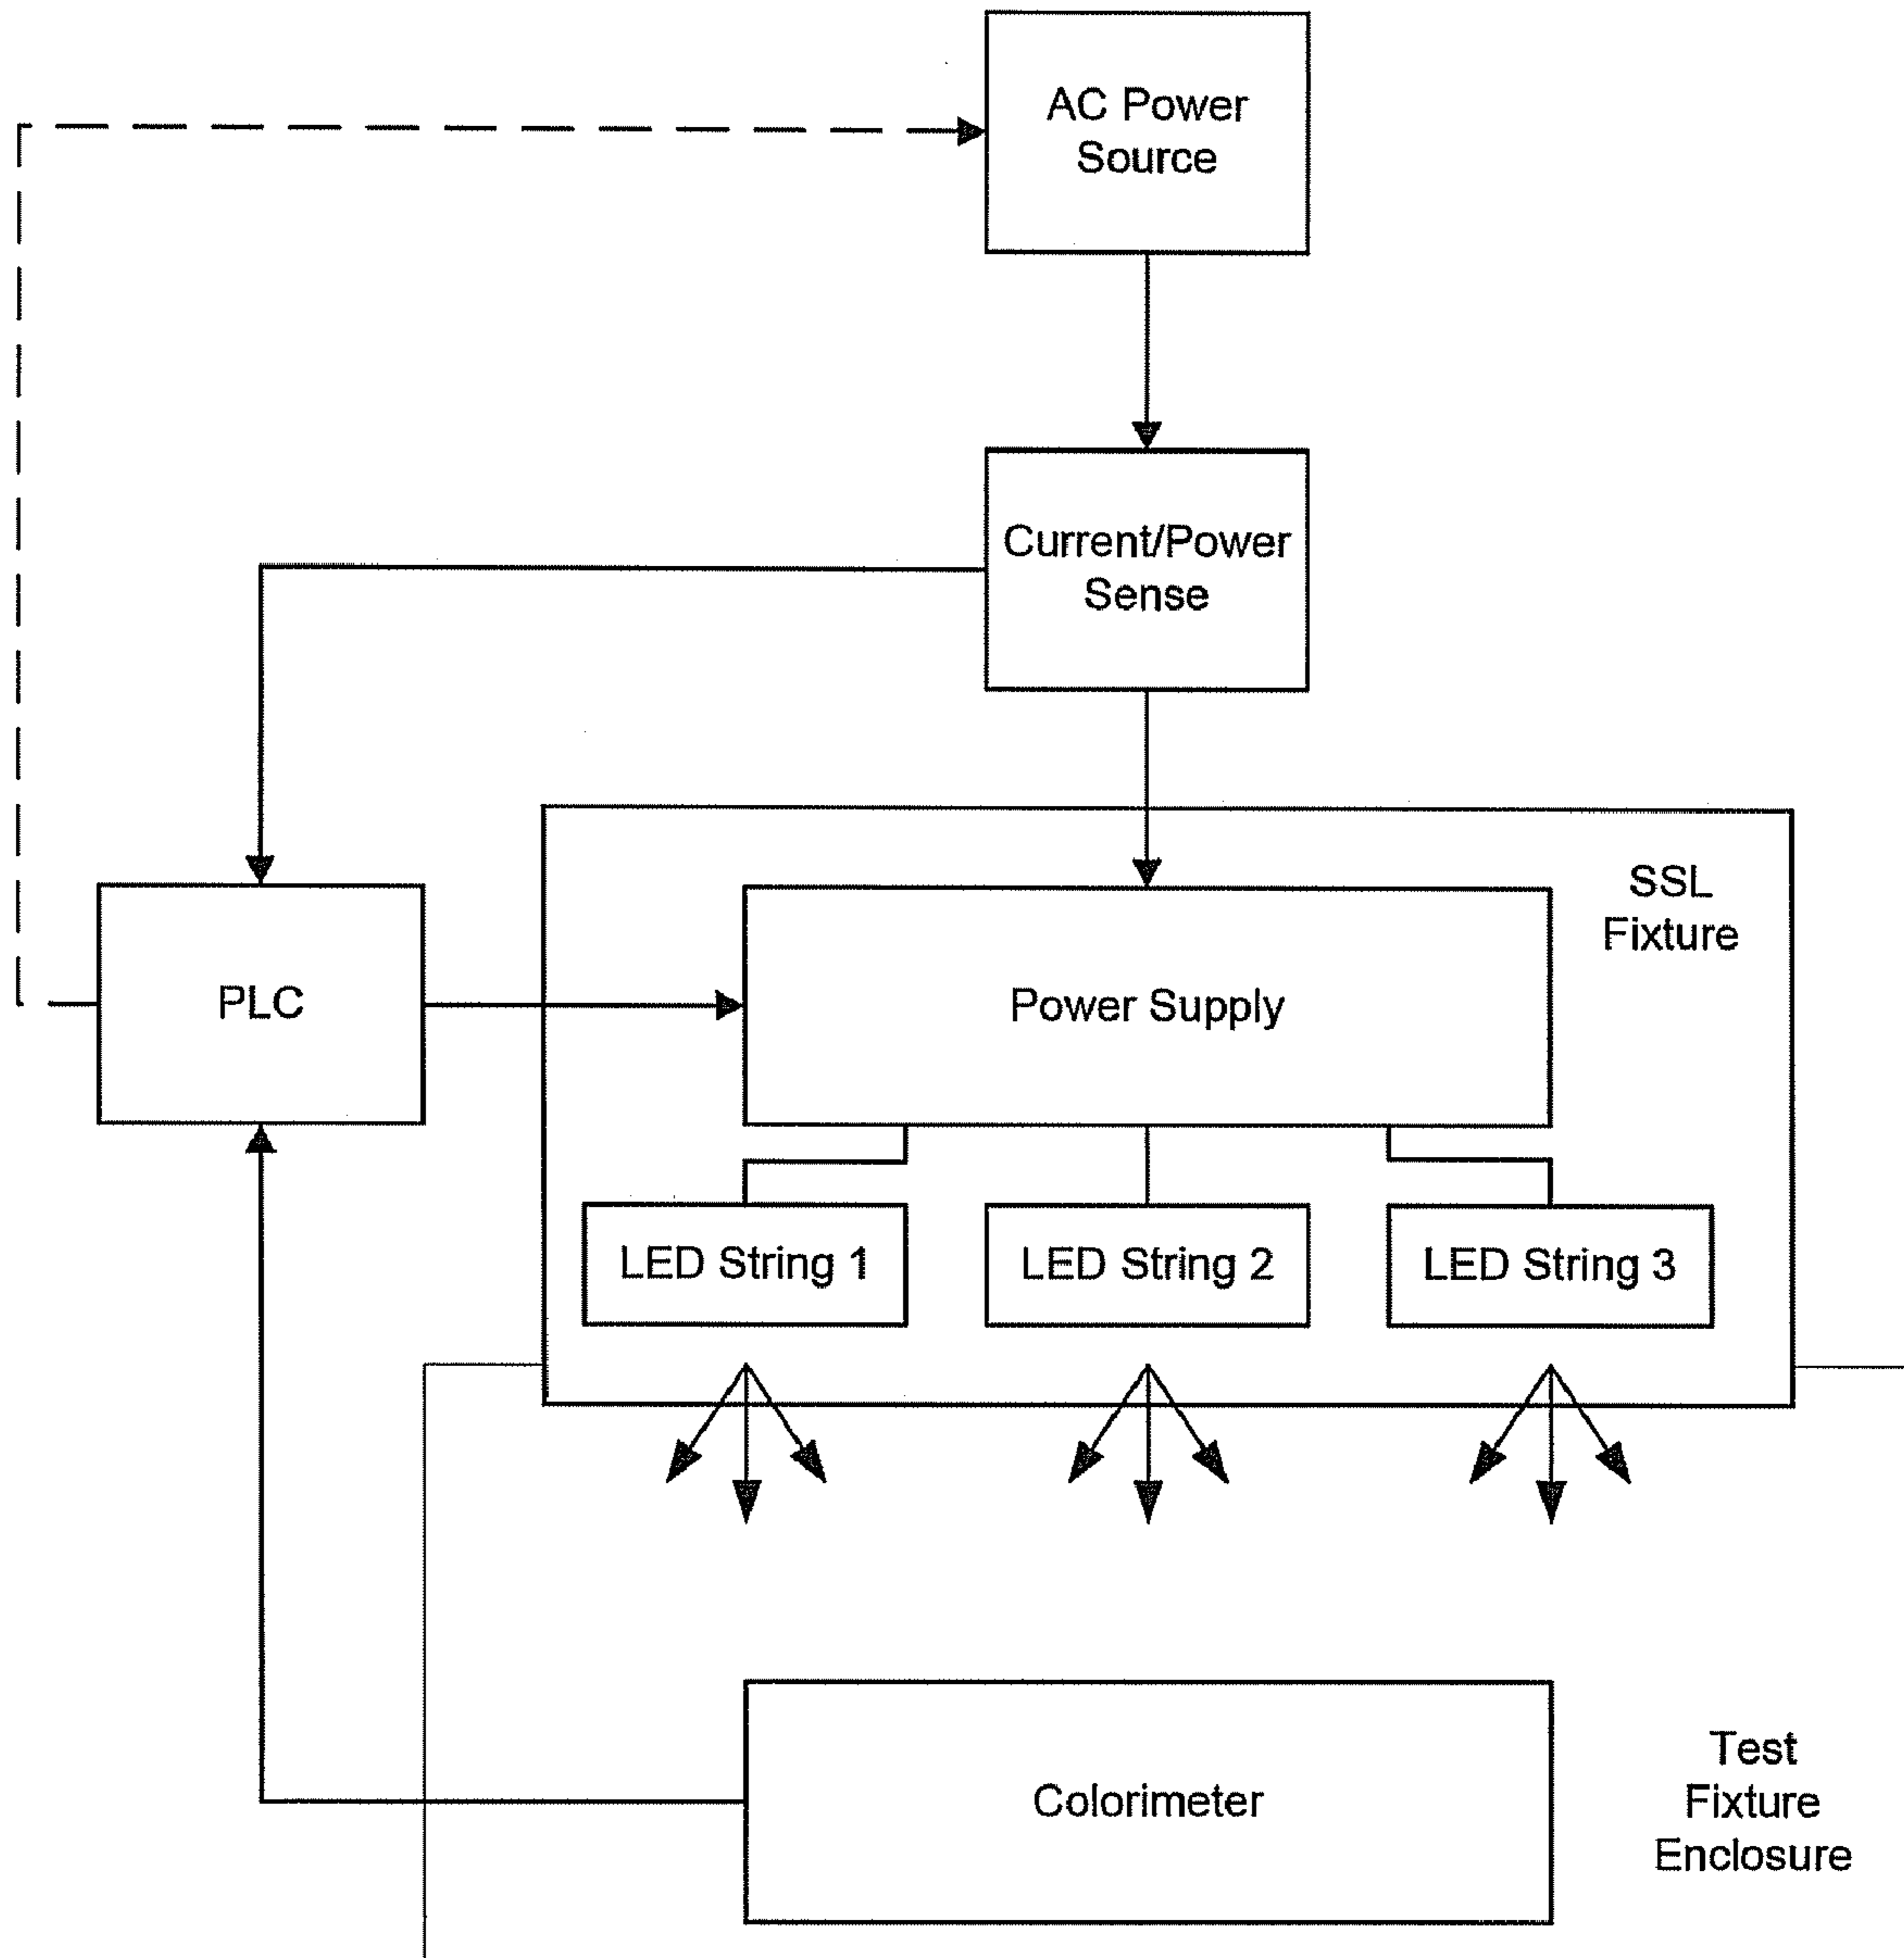 AC Power
Source
Current/Power
Sense
SSL
Fixture
PLC
Power Supply
LED String 1
LED String 2
LED String 3
Colorimeter
Test
Fixture
Enclosure